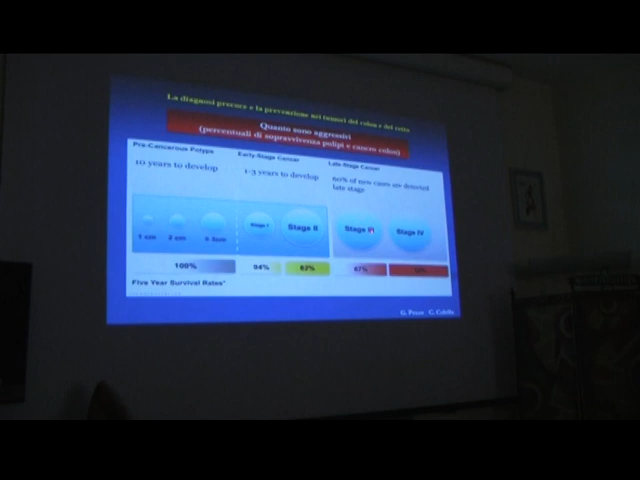 La diagnosi precoce e la prevenzione nei tumori del colon e del retto
Quanto sono aggressivi
(percentuali di sopravvivenza polipi e cancro colon)
Pre-Cancerous Polyps
Early-Stage Cancer
Late-Stage Cancer
10 years to develop
1-3 years to develop
60% of new cases are detected
late stage
1 cm
2 cm
Stage I
Stage II
Stage III
Stage IV
100%
94%
82%
67%
Five Year Survival Rates*
G. Pecce C.